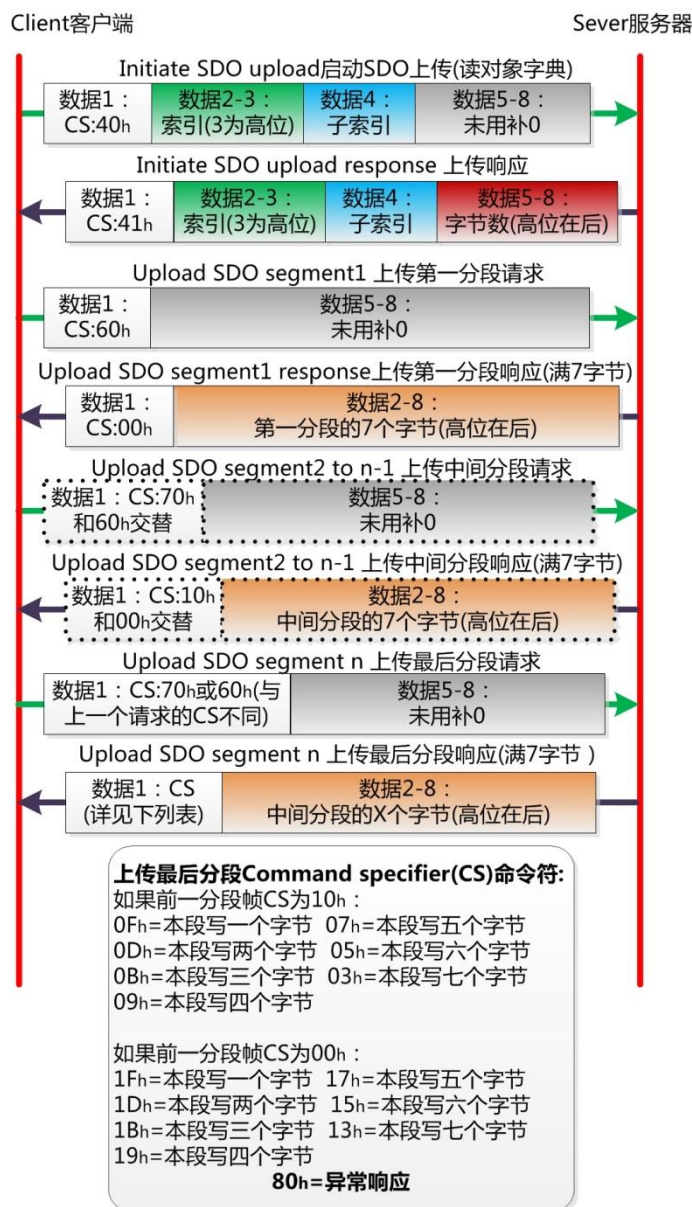 Client客户端 Sever服务器
Initiate SDO upload启动SDO上传(读对象字典)
数据1： 数据2-3： 数据4： 数据5-8：
CS:40h 索引(3为高位) 子索引 未用补0
Initiate SDO upload response 上传响应
数据1： 数据2-3： 数据4： 数据5-8：
CS:41h 索引(3为高位) 子索引 字节数(高位在后)
Upload SDO segment1 上传第一分段请求
数据1： 数据5-8：
CS:60h 未用补0
Upload SDO segment1 response上传第一分段响应(满7字节)
数据1： 数据2-8：
CS:00h 第一分段的7个字节(高位在后)
Upload SDO segment2 to n-1 上传中间分段请求
数据1：CS:70h 数据5-8：
和60h交替 未用补0
Upload SDO segment2 to n-1 上传中间分段响应(满7字节)
数据1：CS:10h 数据2-8：
和00h交替 中间分段的7个字节(高位在后)
Upload SDO segment n 上传最后分段请求
数据1：CS:70h或60h(与 数据5-8：
上一个请求的CS不同) 未用补0
Upload SDO segment n 上传最后分段响应(满7字节 )
数据1：CS 数据2-8：
(详见下列表) 中间分段的X个字节(高位在后)
上传最后分段Command specifier(CS)命令符:
如果前一分段帧CS为10h：
0Fh=本段写一个字节 07h=本段写五个字节
0Dh=本段写两个字节 05h=本段写六个字节
0Bh=本段写三个字节 03h=本段写七个字节
09h=本段写四个字节
如果前一分段帧CS为00h：
1Fh=本段写一个字节 17h=本段写五个字节
1Dh=本段写两个字节 15h=本段写六个字节
1Bh=本段写三个字节 13h=本段写七个字节
19h=本段写四个字节
80h=异常响应